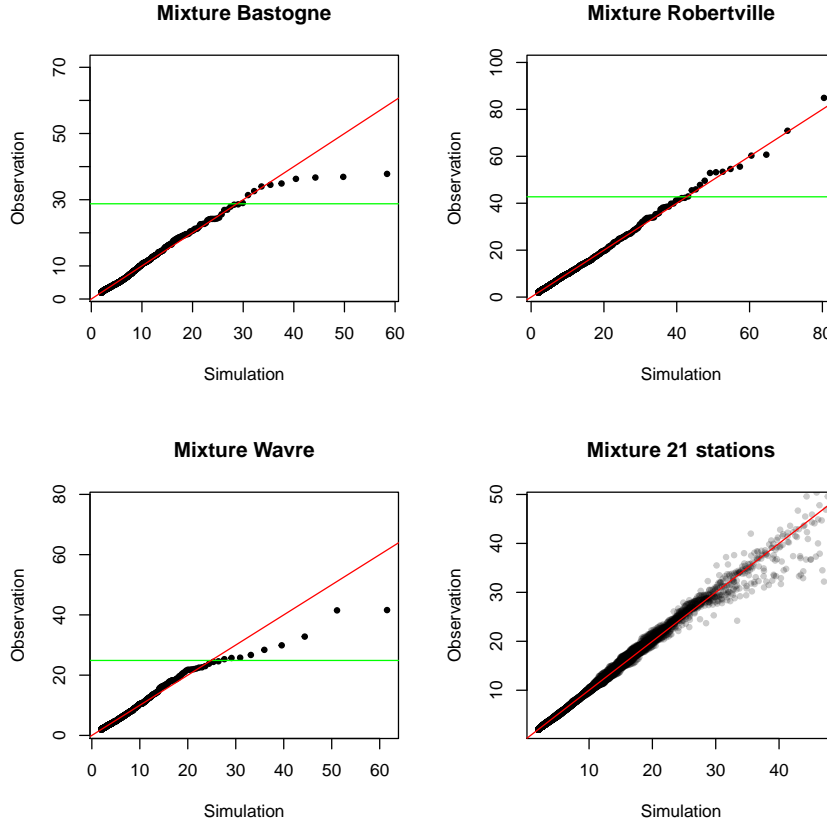 Mixture Bastogne
Observation
70
50
30
10
0
0 10 20 30 40 50 60
Simulation
Mixture Robertville
Observation
100
80
60
40
20
0
0 20 40 60 80
Simulation
Mixture Wavre
Observation
80
60
40
20
0
0 10 20 30 40 50 60
Simulation
Mixture 21 stations
Observation
50
40
30
20
10
10 20 30 40
Simulation